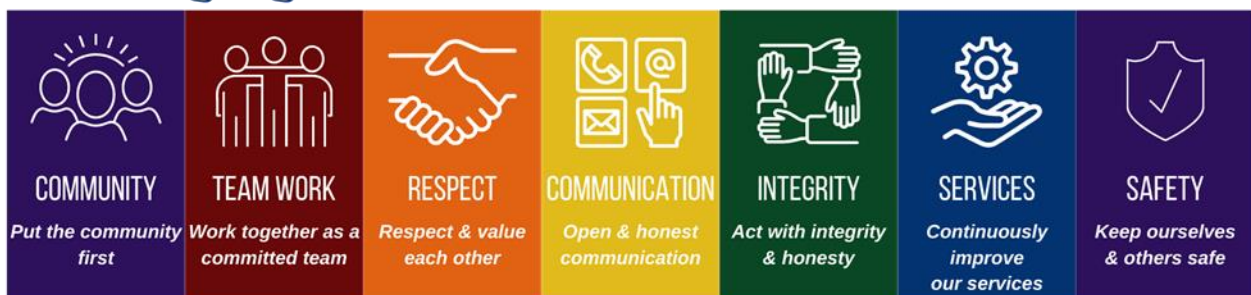 COMMUNITY
Put the community
first
TEAM WORK
Work together as a
committed team
RESPECT
Respect & value
each other
COMMUNICATION
@
Open & honest
communication
INTEGRITY
Act with integrity
& honesty
SERVICES
Continuously
improve
our services
SAFETY
Keep ourselves
& others safe